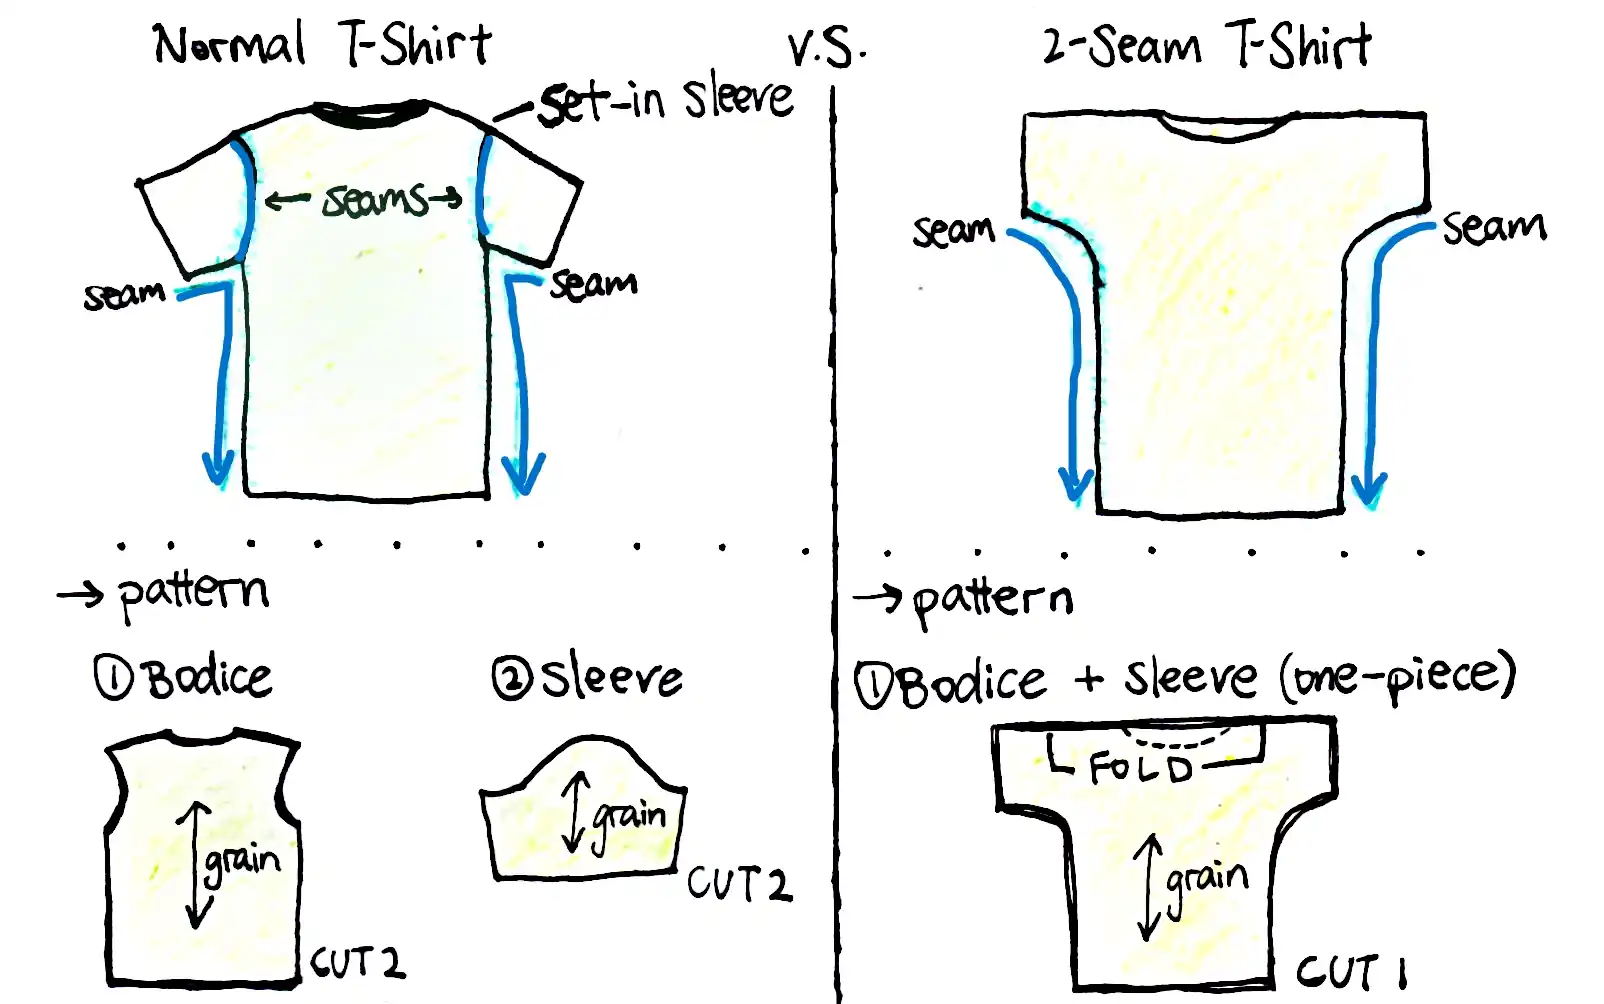 Normal T-Shirt
v.s.
2-Seam T-Shirt
set-in sleeve
seams
seam
seam
seam
seam
pattern
① Bodice
② Sleeve
grain
CUT 2
grain
CUT 2
pattern
① Bodice + Sleeve (one-piece)
FOLD
grain
CUT 1